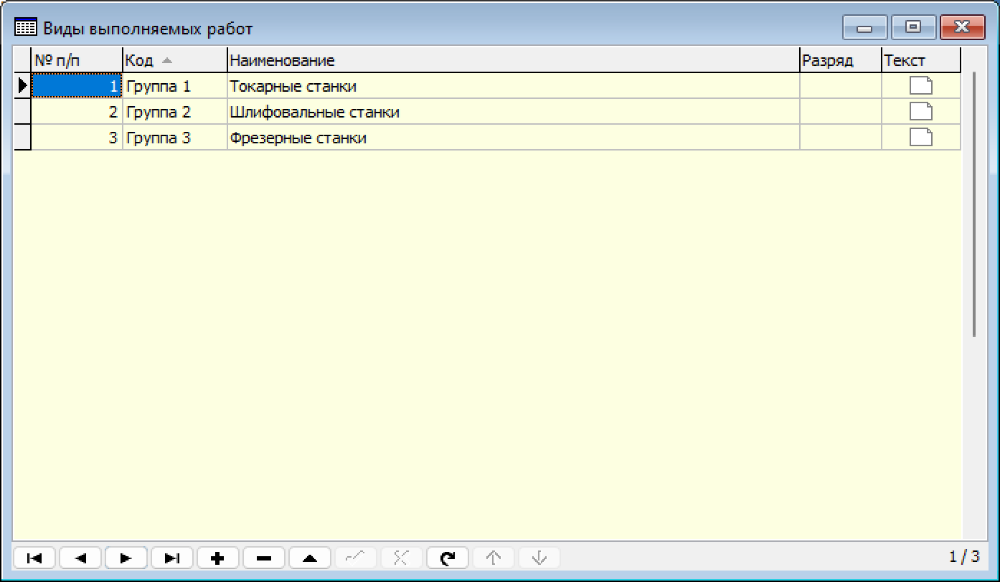 Виды выполняемых работ
№ п/п Код Наименование Разряд Текст
1 Группа 1 Токарные станки
2 Группа 2 Шлифовальные станки
3 Группа 3 Фрезерные станки
1 / 3